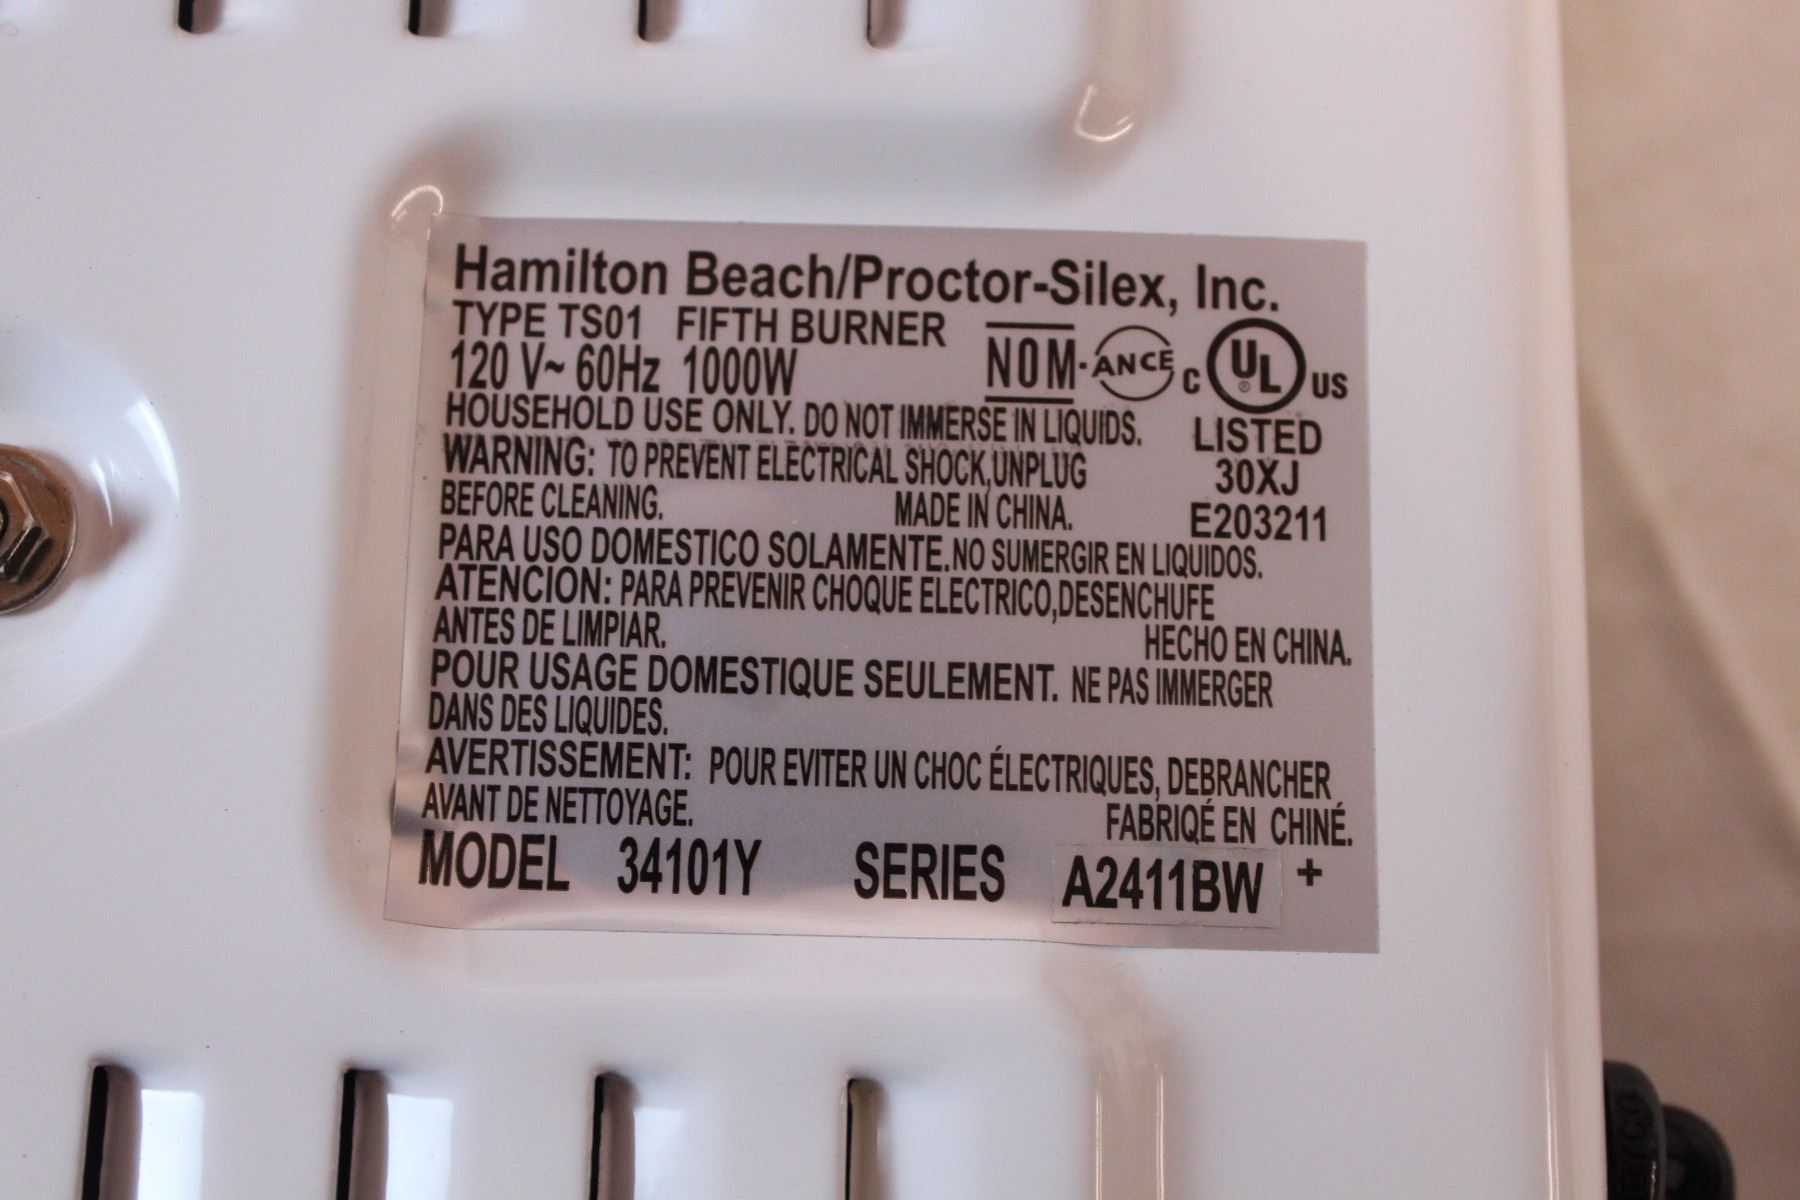 Hamilton Beach/Proctor-Silex, Inc.
TYPE TS01 FIFTH BURNER
120 V~ 60Hz 1000W
NOM-ANCE
C UL® US
HOUSEHOLD USE ONLY. DO NOT IMMERSE IN LIQUIDS.
LISTED
WARNING: TO PREVENT ELECTRICAL SHOCK,UNPLUG
30XJ
BEFORE CLEANING. MADE IN CHINA.
E203211
PARA USO DOMESTICO SOLAMENTE.NO SUMERGIR EN LIQUIDOS.
ATENCION: PARA PREVENIR CHOQUE ELECTRICO,DESENCHUFE
ANTES DE LIMPIAR. HECHO EN CHINA.
POUR USAGE DOMESTIQUE SEULEMENT. NE PAS IMMERGER
DANS DES LIQUIDES.
AVERTISSEMENT: POUR EVITER UN CHOC ÉLECTRIQUES, DEBRANCHER
AVANT DE NETTOYAGE. FABRIQÉ EN CHINÉ.
MODEL 34101Y SERIES A2411BW +